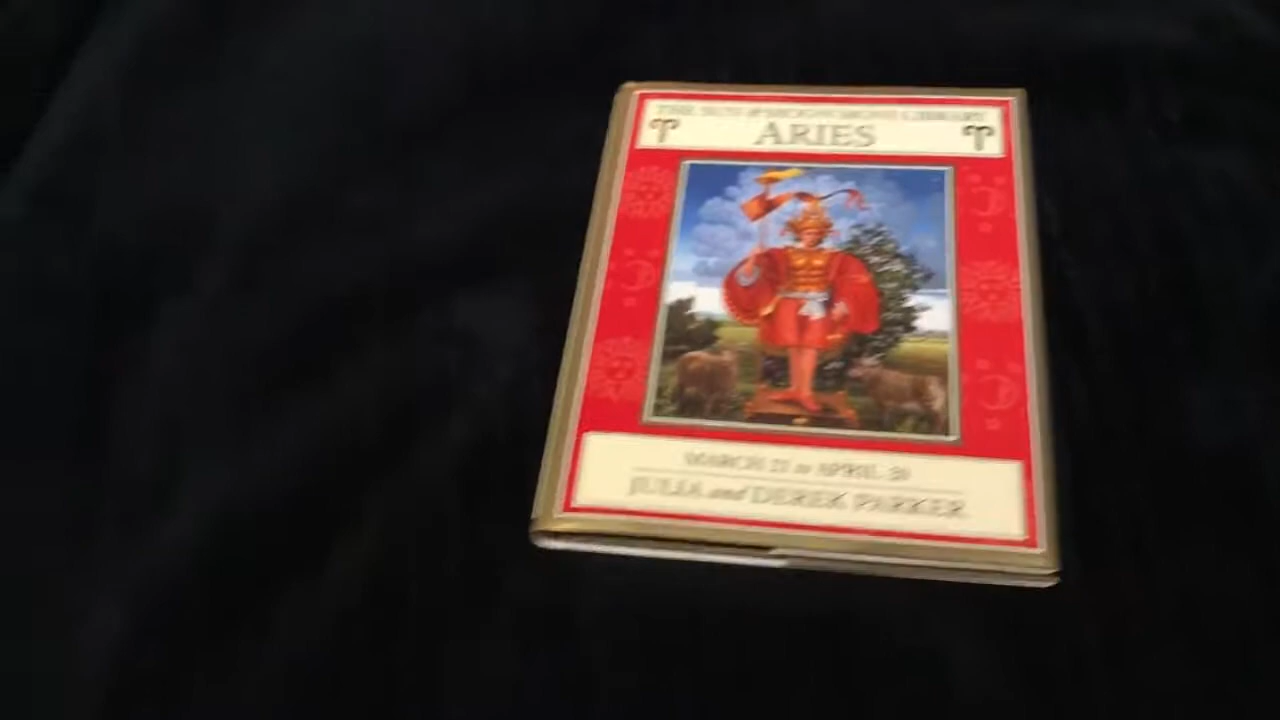 THE SUN & MOON SIGNS LIBRARY
ARIES
MARCH 21 to APRIL 20
JULIA and DEREK PARKER